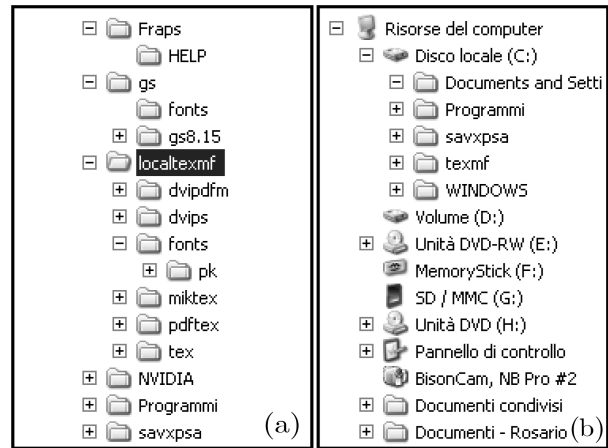 Fraps
HELP
gs
fonts
gs8.15
localtexmf
dvipdfm
dvips
fonts
pk
miktex
pdftex
tex
NVIDIA
Programmi
savxpsa
(a)
Risorse del computer
Disco locale (C:)
Documents and Setti
Programmi
savxpsa
texmf
WINDOWS
Volume (D:)
Unità DVD-RW (E:)
MemoryStick (F:)
SD / MMC (G:)
Unità DVD (H:)
Pannello di controllo
BisonCam, NB Pro #2
Documenti condivisi
Documenti - Rosario
(b)